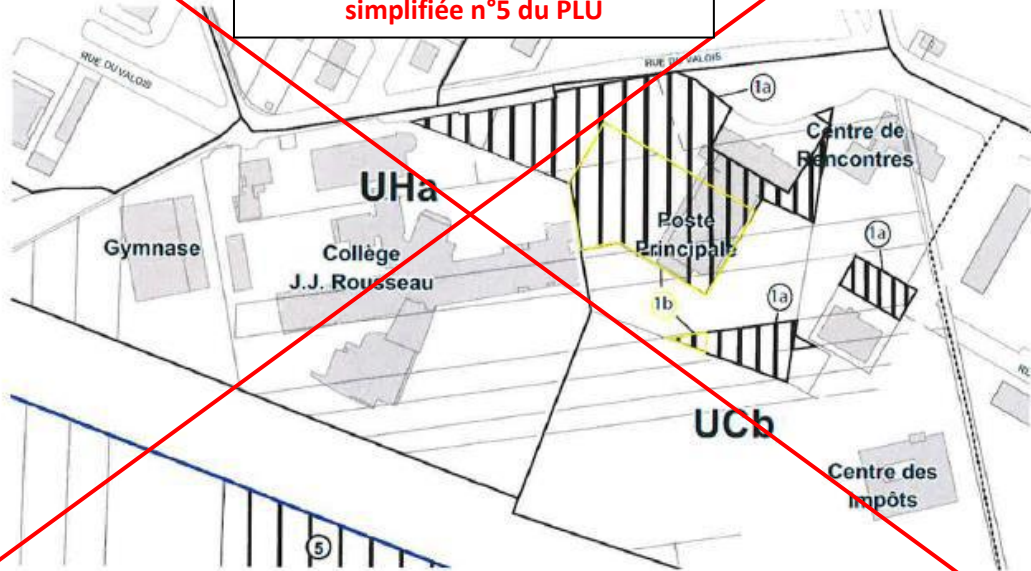 simplifiée n°5 du PLU
RUE DU VALOIS
RUE DU VALOIS
1a
Centre de
Rencontres
UHa
Gymnase
Collège
J.J. Rousseau
Poste
Principale
1a
1a
1b
1a
UCb
Centre des
Impôts
5